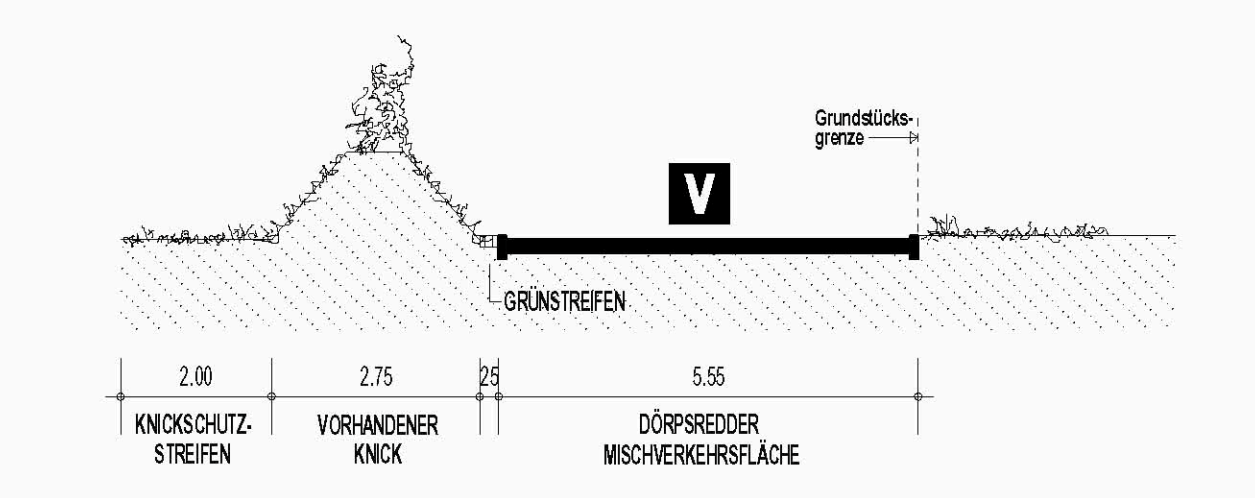 Grundstücks-
grenze
V
GRÜNSTREIFEN
2.00 2.75 25 5.55
KNICKSCHUTZ-
STREIFEN
VORHANDENER
KNICK
DÖRPSREDDER
MISCHVERKEHRSFLÄCHE